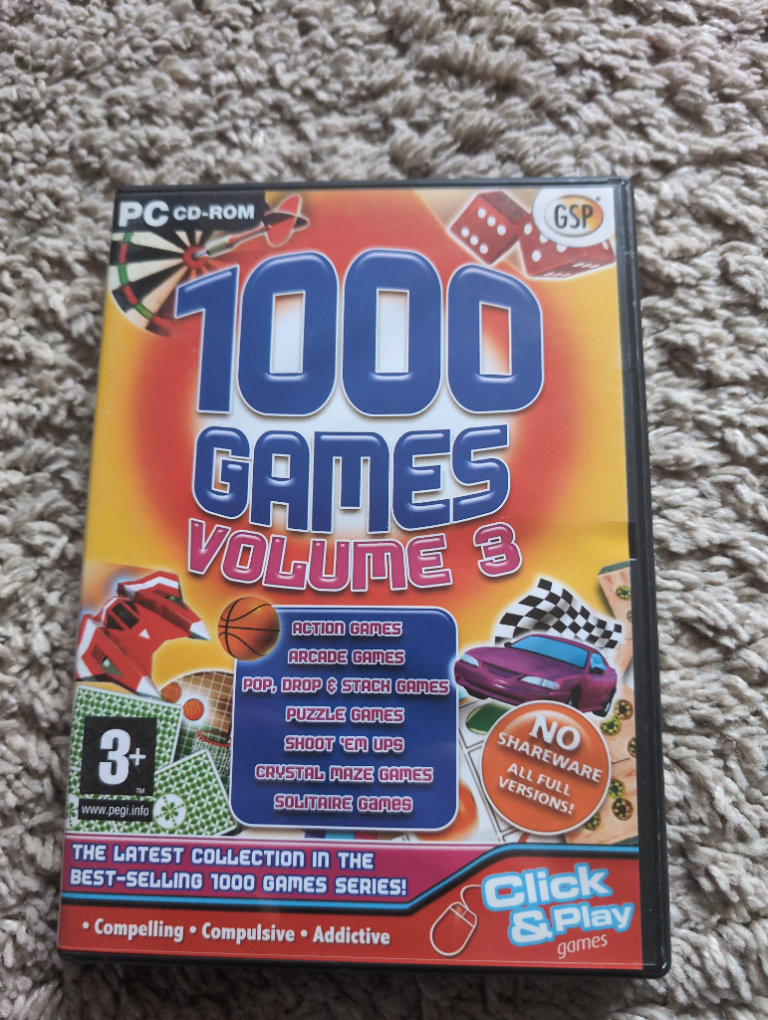 PC CD-ROM
GSP
1000
GAMES
VOLUME 3
ACTION GAMES
ARCADE GAMES
POP, DROP & STACK GAMES
PUZZLE GAMES
SHOOT 'EM UPS
CRYSTAL MAZE GAMES
SOLITAIRE GAMES
3+
TM
www.pegi.info
NO
SHAREWARE
ALL FULL
VERSIONS!
THE LATEST COLLECTION IN THE
BEST-SELLING 1000 GAMES SERIES!
• Compelling • Compulsive • Addictive
Click
& Play
games